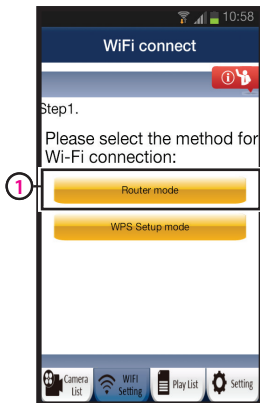 10:58
WiFi connect
Step1.
Please select the method for
Wi-Fi connection:
1
Router mode
WPS Setup mode
Camera
List
WIFI
Setting
Play List
Setting